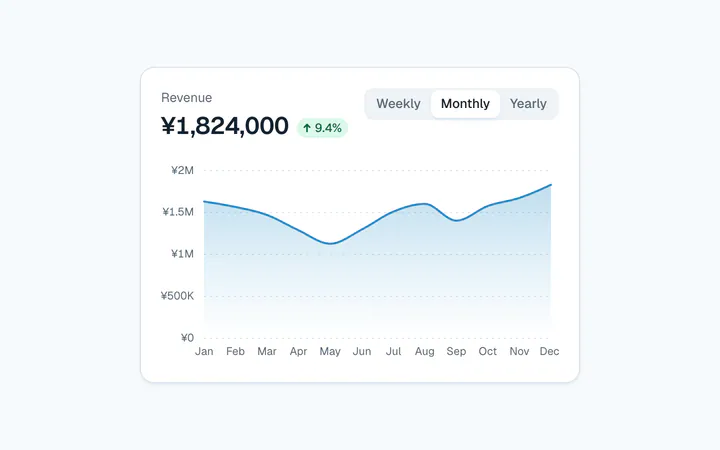 Revenue
¥1,824,000 ↑ 9.4%
Weekly Monthly Yearly
¥2M
¥1.5M
¥1M
¥500K
¥0
Jan Feb Mar Apr May Jun Jul Aug Sep Oct Nov Dec